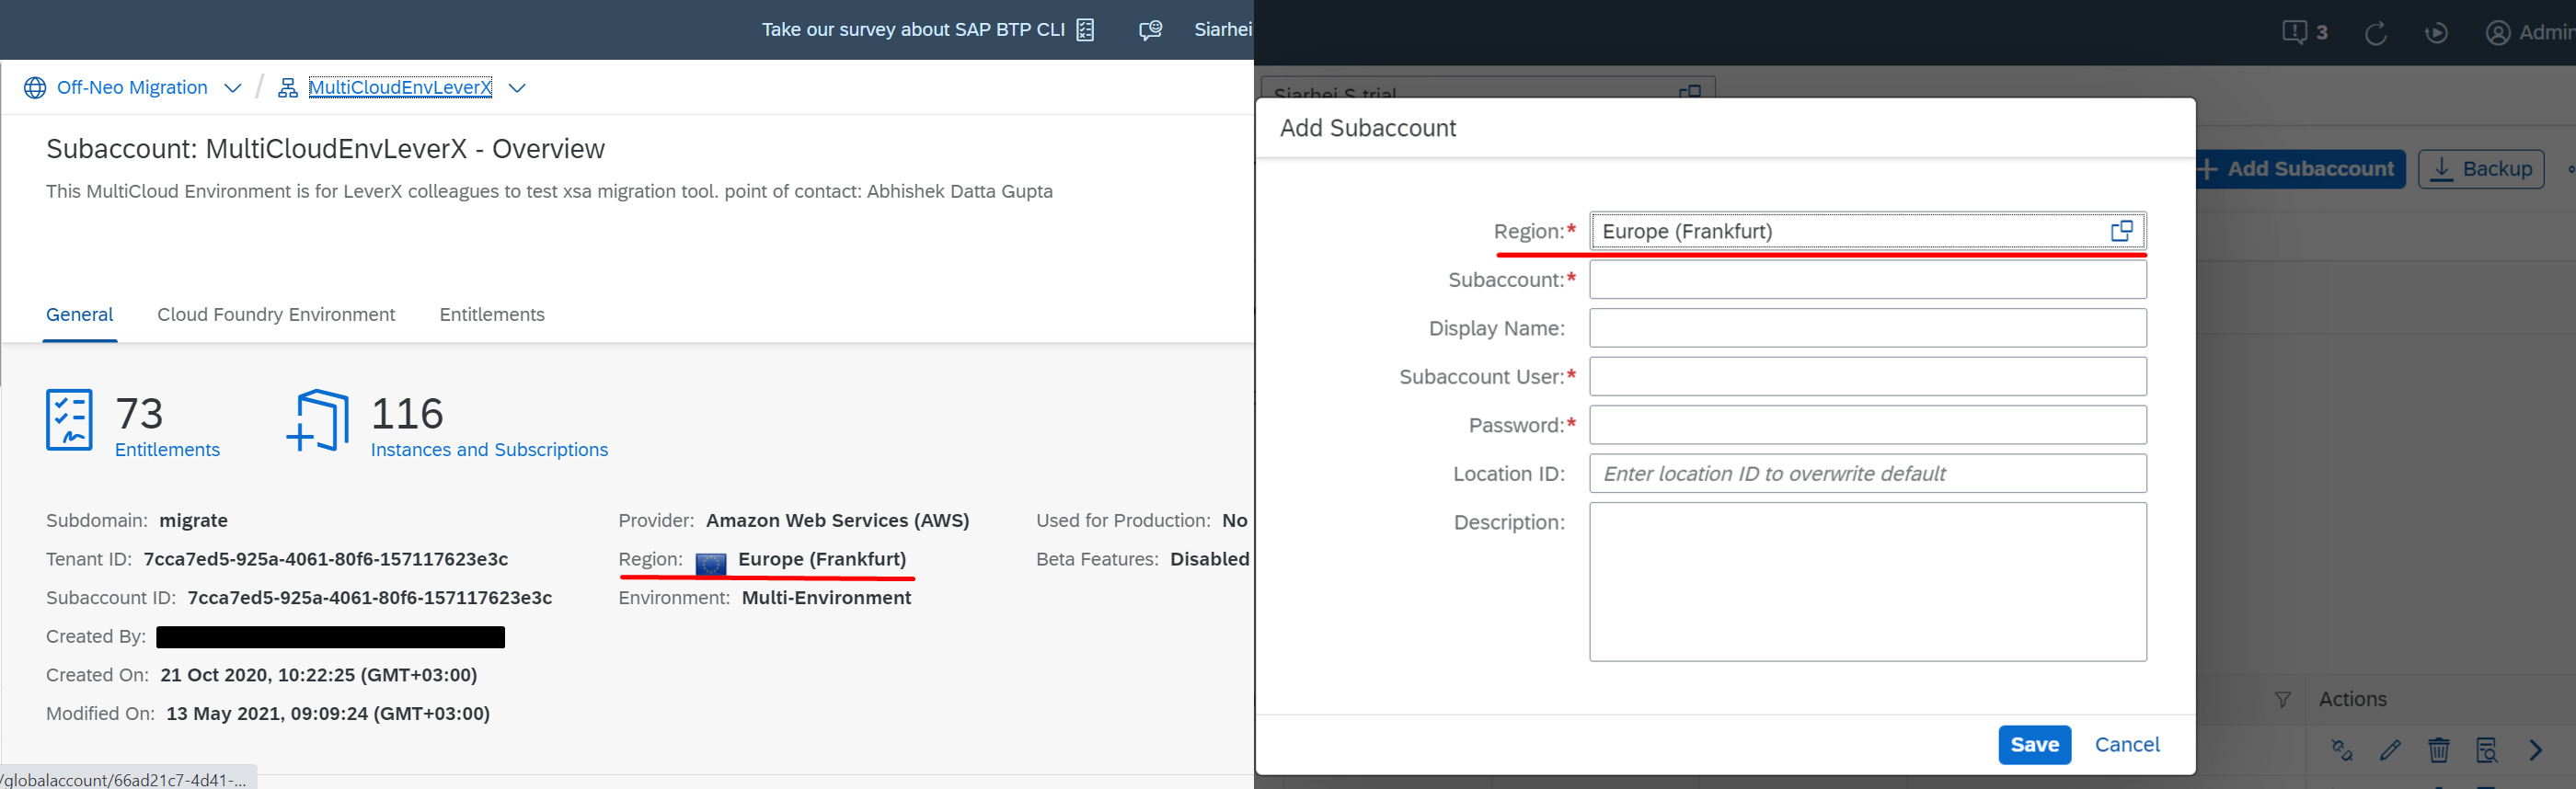 Take our survey about SAP BTP CLI
Siarhei
Off-Neo Migration / MultiCloudEnvLeverX
Subaccount: MultiCloudEnvLeverX - Overview
This MultiCloud Environment is for LeverX colleagues to test xsa migration tool. point of contact: Abhishek Datta Gupta
General Cloud Foundry Environment Entitlements
73
Entitlements
116
Instances and Subscriptions
Subdomain: migrate
Tenant ID: 7cca7ed5-925a-4061-80f6-157117623e3c
Subaccount ID: 7cca7ed5-925a-4061-80f6-157117623e3c
Created By:
Created On: 21 Oct 2020, 10:22:25 (GMT+03:00)
Modified On: 13 May 2021, 09:09:24 (GMT+03:00)
Provider: Amazon Web Services (AWS)
Region: Europe (Frankfurt)
Environment: Multi-Environment
Used for Production: No
Beta Features: Disabled
/globalaccount/66ad21c7-4d41-...
3 Admin
Siarhei S trial
Add Subaccount Backup
Add Subaccount
Region:* Europe (Frankfurt)
Subaccount:*
Display Name:
Subaccount User:*
Password:*
Location ID: Enter location ID to overwrite default
Description:
Save Cancel
Actions